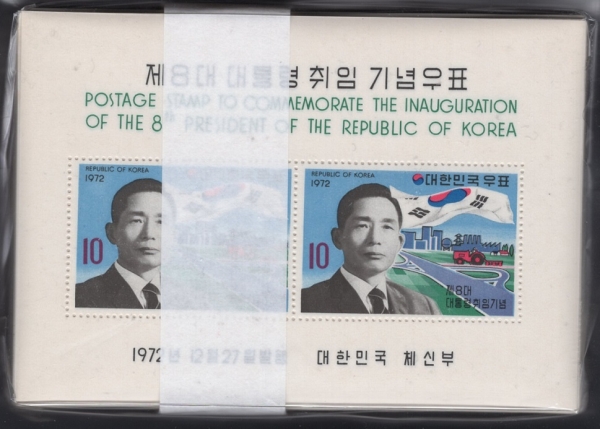 제8대 대통령 취임 기념우표
POSTAGE STAMP TO COMMEMORATE THE INAUGURATION
OF THE 8TH PRESIDENT OF THE REPUBLIC OF KOREA
REPUBLIC OF KOREA
1972
10
REPUBLIC OF KOREA
1972
대한민국우표
10
제8대
대통령취임기념
1972년 12월 27일발행 대한민국 체신부